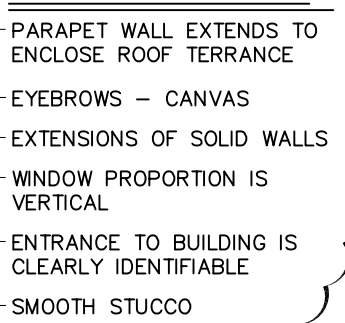 PARAPET WALL EXTENDS TO
ENCLOSE ROOF TERRANCE
EYEBROWS – CANVAS
EXTENSIONS OF SOLID WALLS
WINDOW PROPORTION IS
VERTICAL
ENTRANCE TO BUILDING IS
CLEARLY IDENTIFIABLE
SMOOTH STUCCO